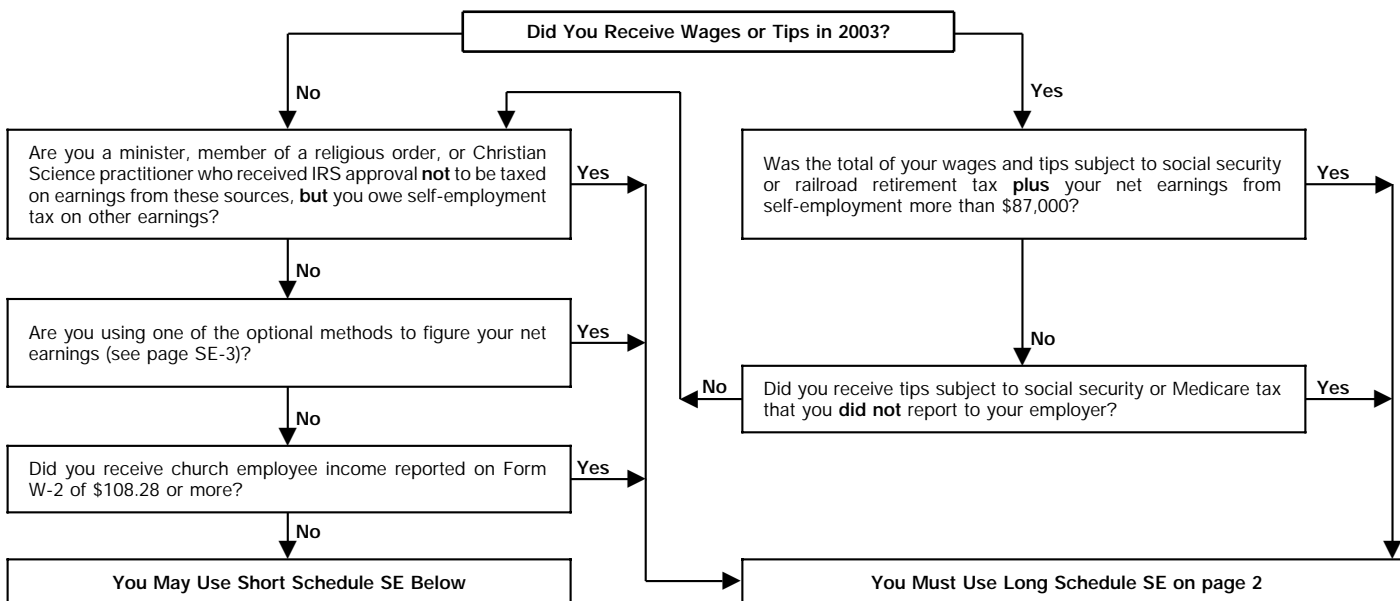 Did You Receive Wages or Tips in 2003?
No
Yes
Are you a minister, member of a religious order, or Christian
Science practitioner who received IRS approval not to be taxed
on earnings from these sources, but you owe self-employment
tax on other earnings?
Yes
Was the total of your wages and tips subject to social security
or railroad retirement tax plus your net earnings from
self-employment more than $87,000?
Yes
No
Are you using one of the optional methods to figure your net
earnings (see page SE-3)?
Yes
No
No
Did you receive tips subject to social security or Medicare tax
that you did not report to your employer?
Yes
No
Did you receive church employee income reported on Form
W-2 of $108.28 or more?
Yes
No
You May Use Short Schedule SE Below
You Must Use Long Schedule SE on page 2